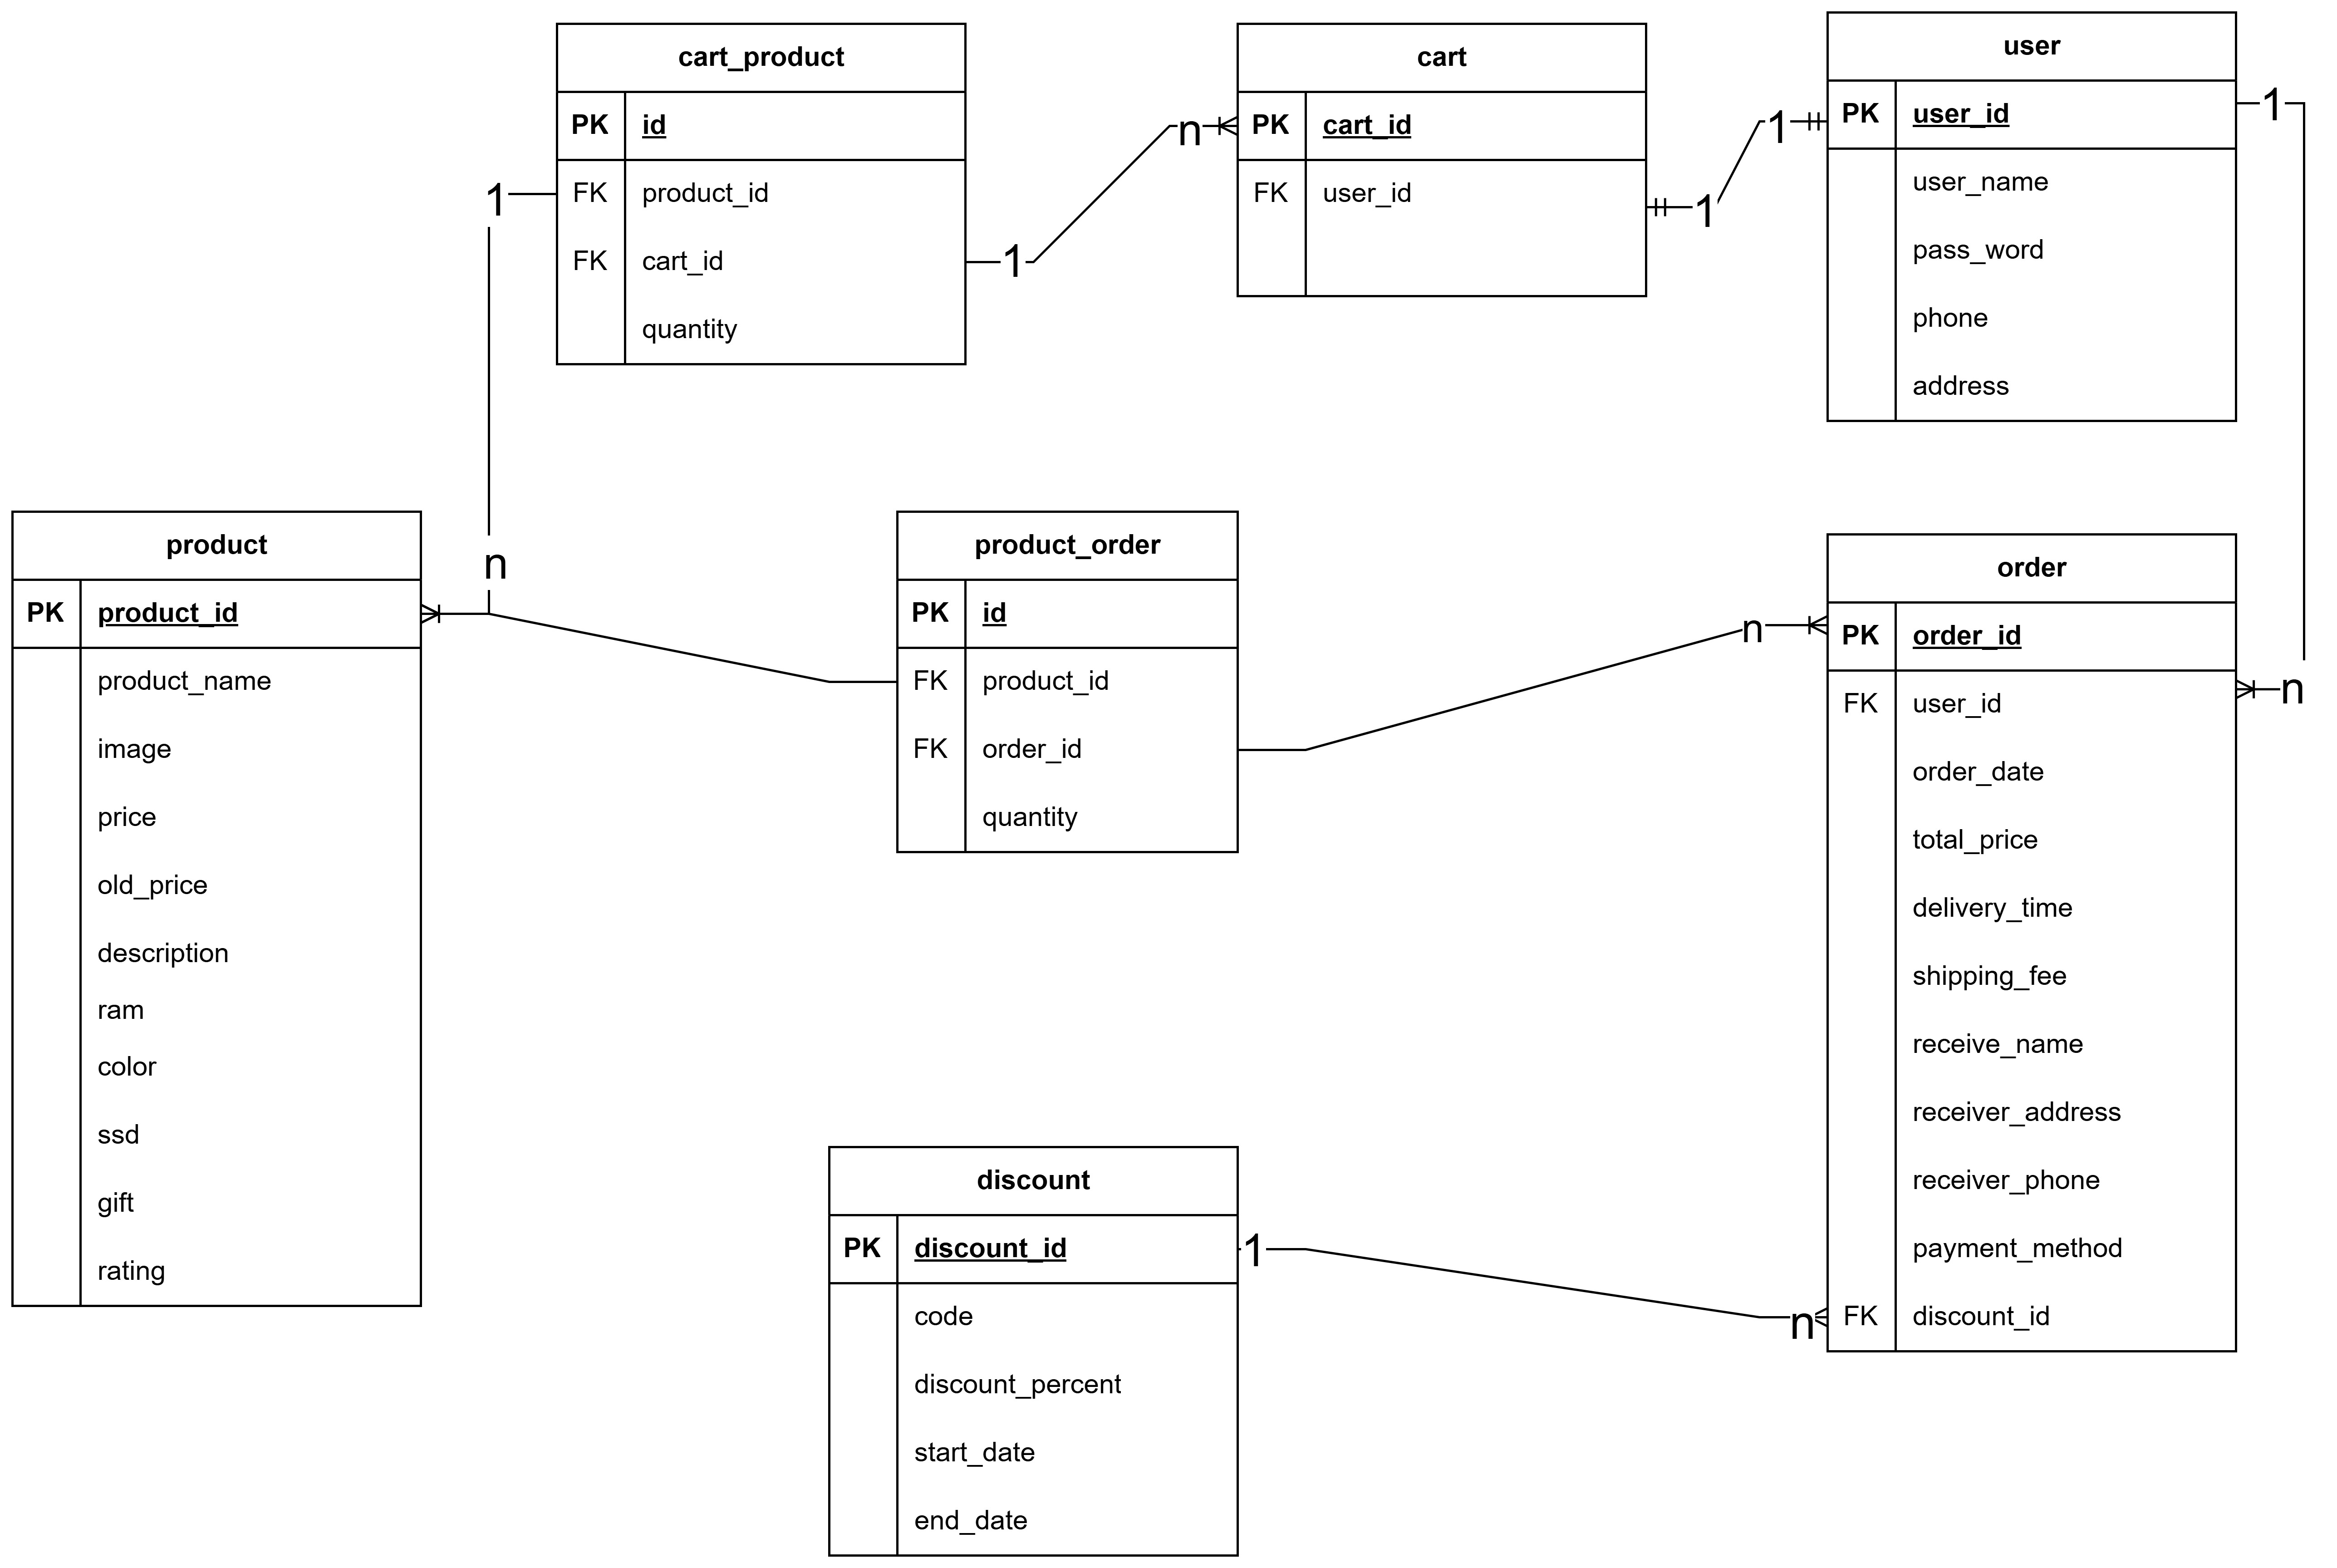 cart_product
PK id
FK product_id
FK cart_id
quantity
cart
PK cart_id
FK user_id
user
PK user_id
user_name
pass_word
phone
address
1
1
n
1
1
1
n
product
PK product_id
product_name
image
price
old_price
description
ram
color
ssd
gift
rating
product_order
PK id
FK product_id
FK order_id
quantity
n
order
PK order_id
FK user_id
order_date
total_price
delivery_time
shipping_fee
receive_name
receiver_address
receiver_phone
payment_method
FK discount_id
n
discount
PK discount_id
code
discount_percent
start_date
end_date
1
n